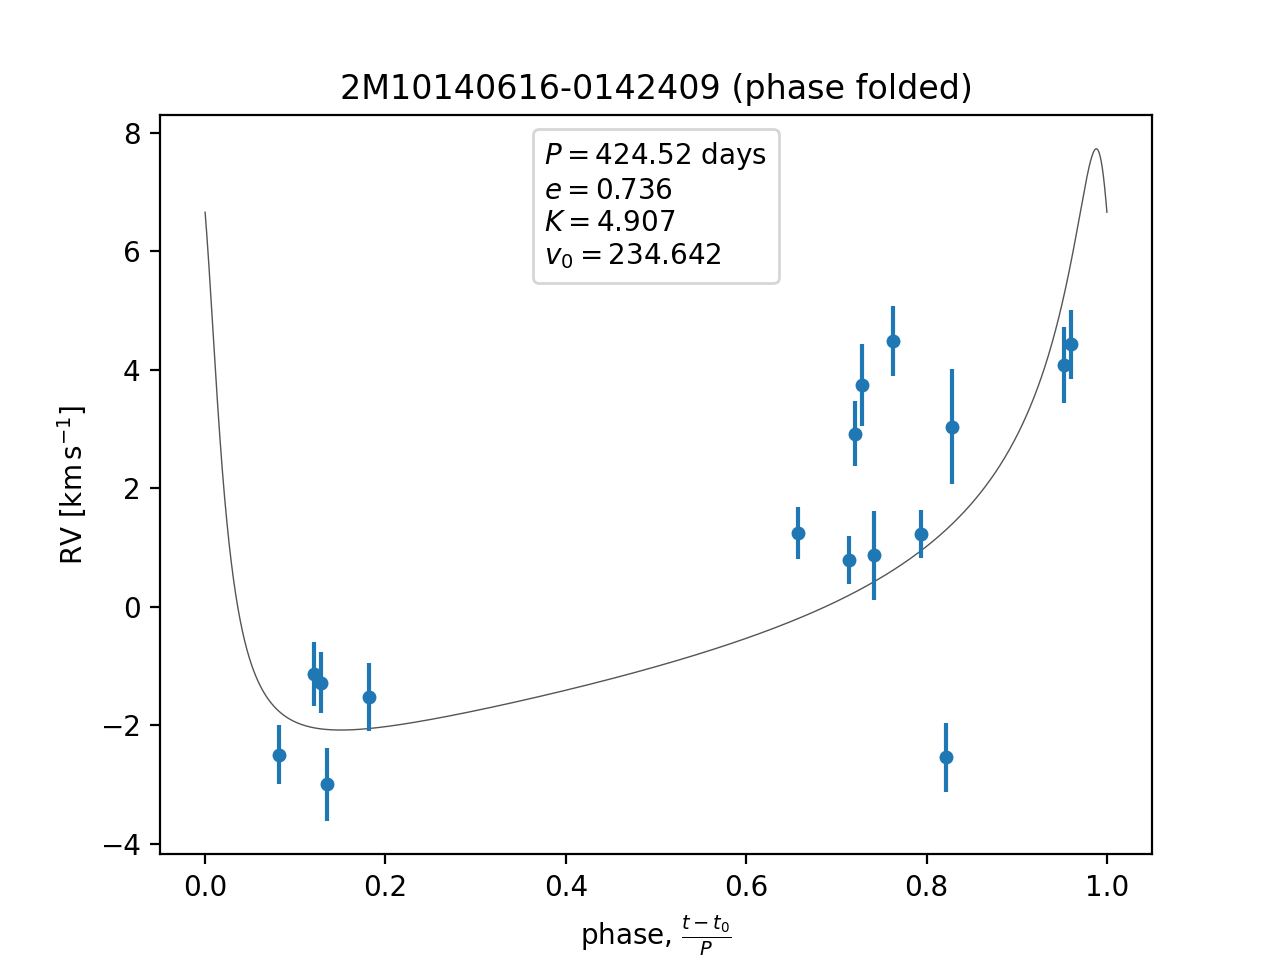 2M10140616-0142409 (phase folded)
P = 424.52 days
e = 0.736
K = 4.907
v₀ = 234.642
8
6
4
2
0
−2
−4
RV [km s⁻¹]
0.0 0.2 0.4 0.6 0.8 1.0
phase, (t − t₀)/P